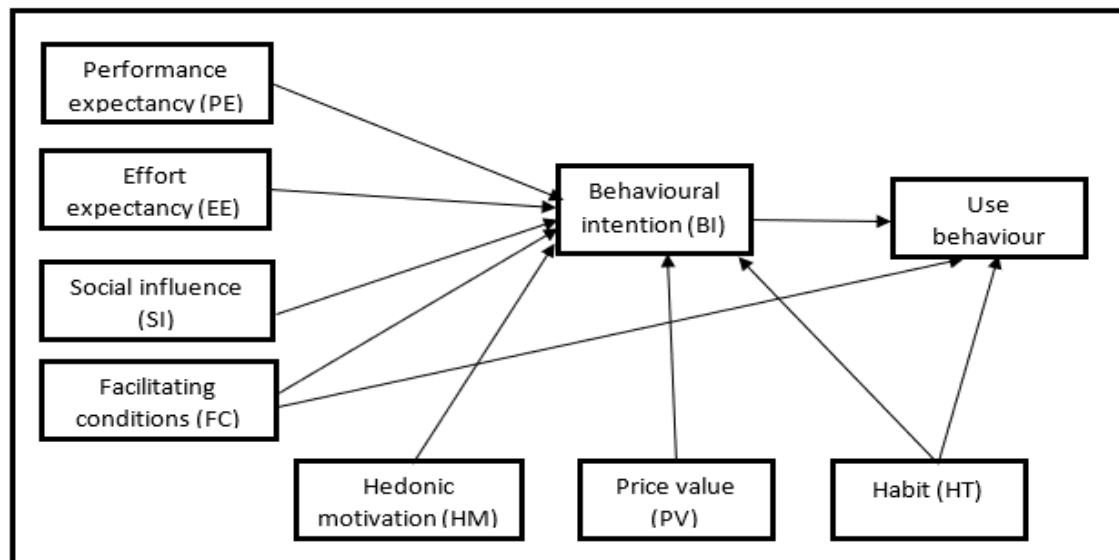 Performance
expectancy (PE)
Effort
expectancy (EE)
Social influence
(SI)
Facilitating
conditions (FC)
Behavioural
intention (BI)
Use
behaviour
Hedonic
motivation (HM)
Price value
(PV)
Habit (HT)